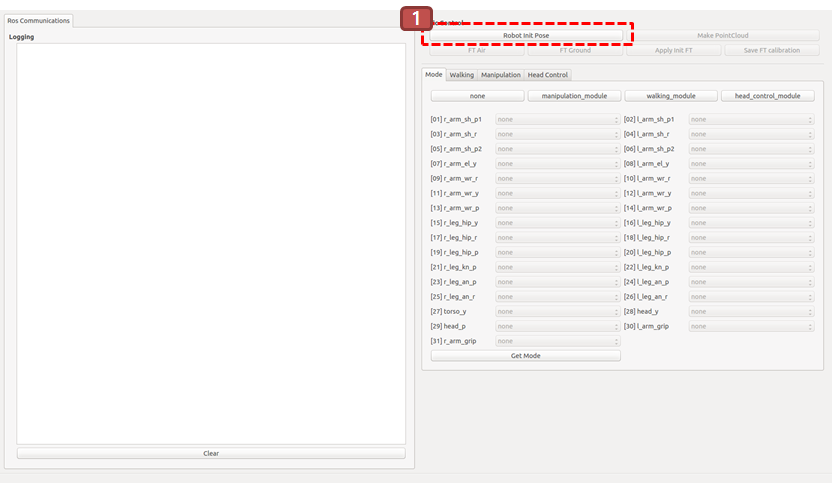 Ros Communications
Logging
Clear
1
Control
Robot Init Pose
Make PointCloud
FT Air
FT Ground
Apply Init FT
Save FT calibration
Mode Walking Manipulation Head Control
none manipulation_module walking_module head_control_module
[01] r_arm_sh_p1 none [02] l_arm_sh_p1 none
[03] r_arm_sh_r none [04] l_arm_sh_r none
[05] r_arm_sh_p2 none [06] l_arm_sh_p2 none
[07] r_arm_el_y none [08] l_arm_el_y none
[09] r_arm_wr_r none [10] l_arm_wr_r none
[11] r_arm_wr_y none [12] l_arm_wr_y none
[13] r_arm_wr_p none [14] l_arm_wr_p none
[15] r_leg_hip_y none [16] l_leg_hip_y none
[17] r_leg_hip_r none [18] l_leg_hip_r none
[19] r_leg_hip_p none [20] l_leg_hip_p none
[21] r_leg_kn_p none [22] l_leg_kn_p none
[23] r_leg_an_p none [24] l_leg_an_p none
[25] r_leg_an_r none [26] l_leg_an_r none
[27] torso_y none [28] head_y none
[29] head_p none [30] l_arm_grip none
[31] r_arm_grip none
Get Mode